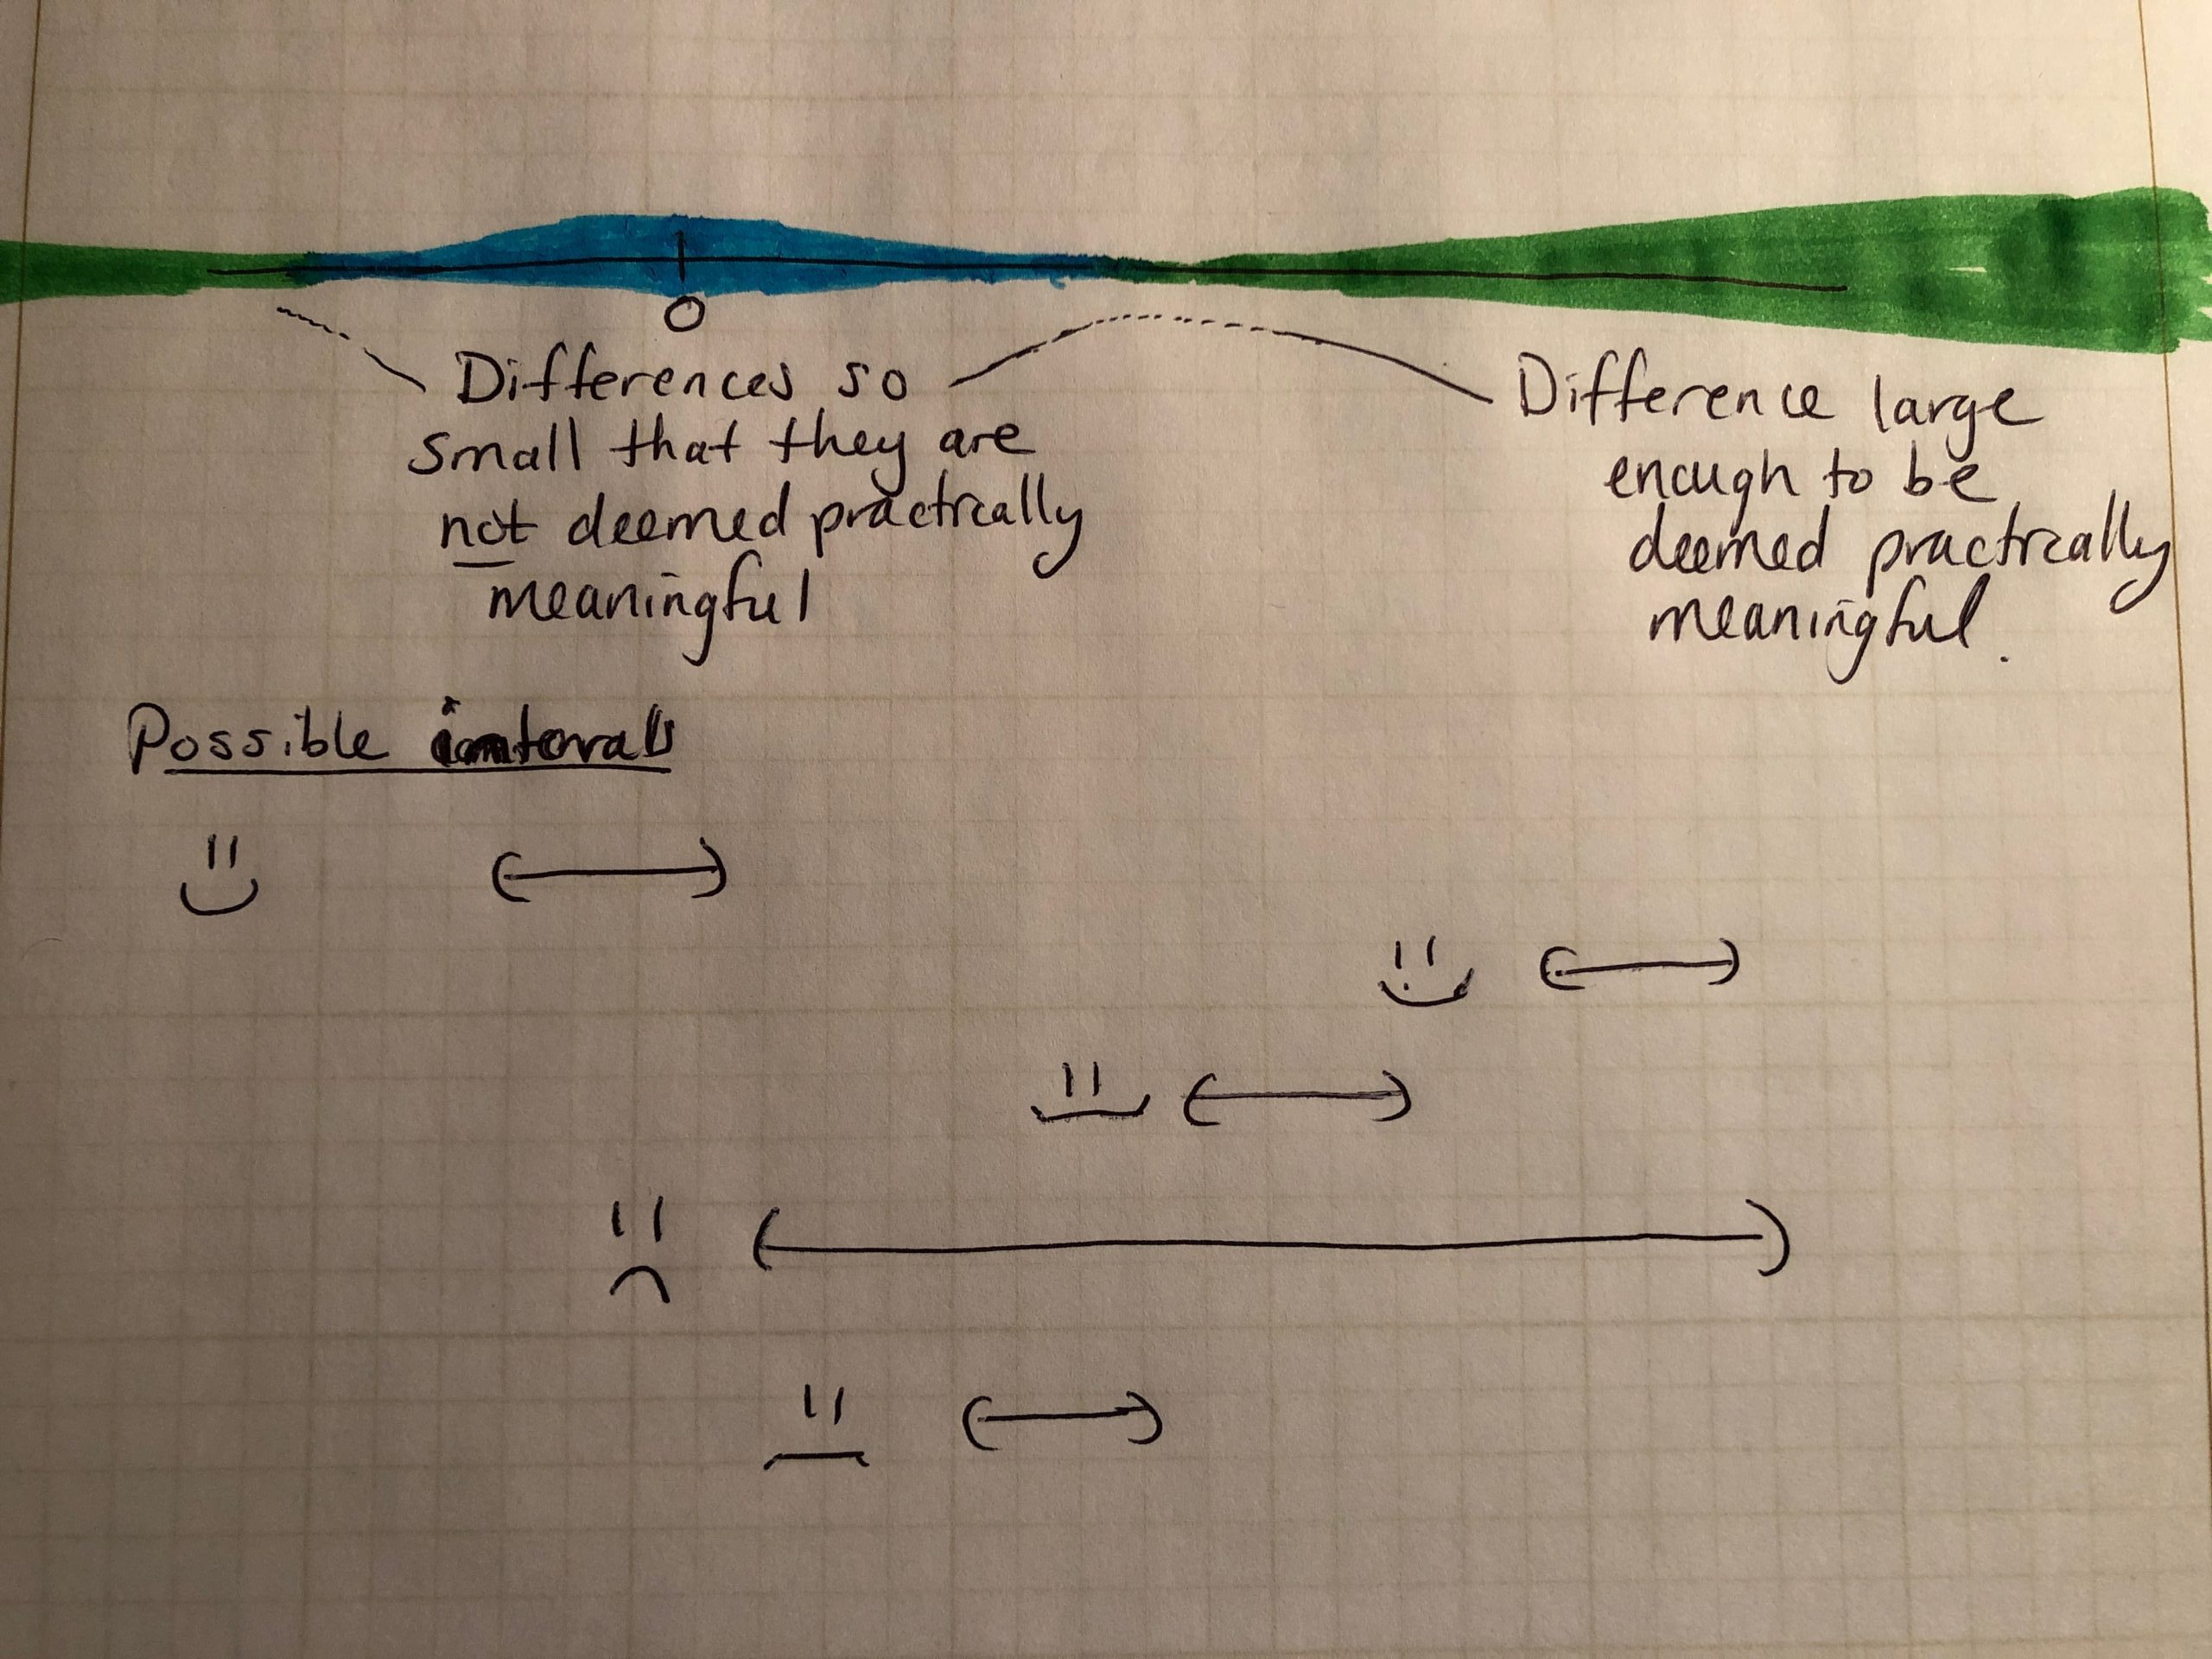 0
Differences so
small that they are
not deemed practically
meaningful
Difference large
enough to be
deemed practically
meaningful.
Possible intervals